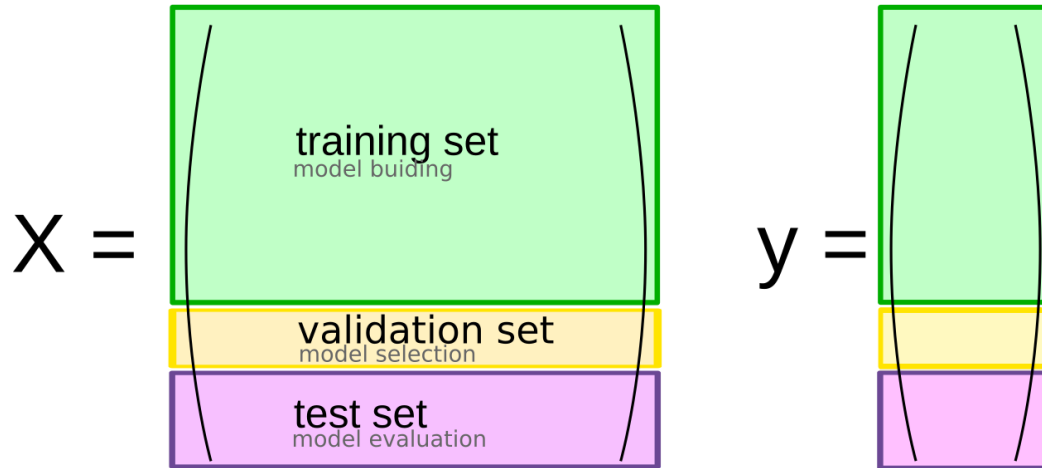 training set
model buiding
X =
y =
validation set
model selection
test set
model evaluation